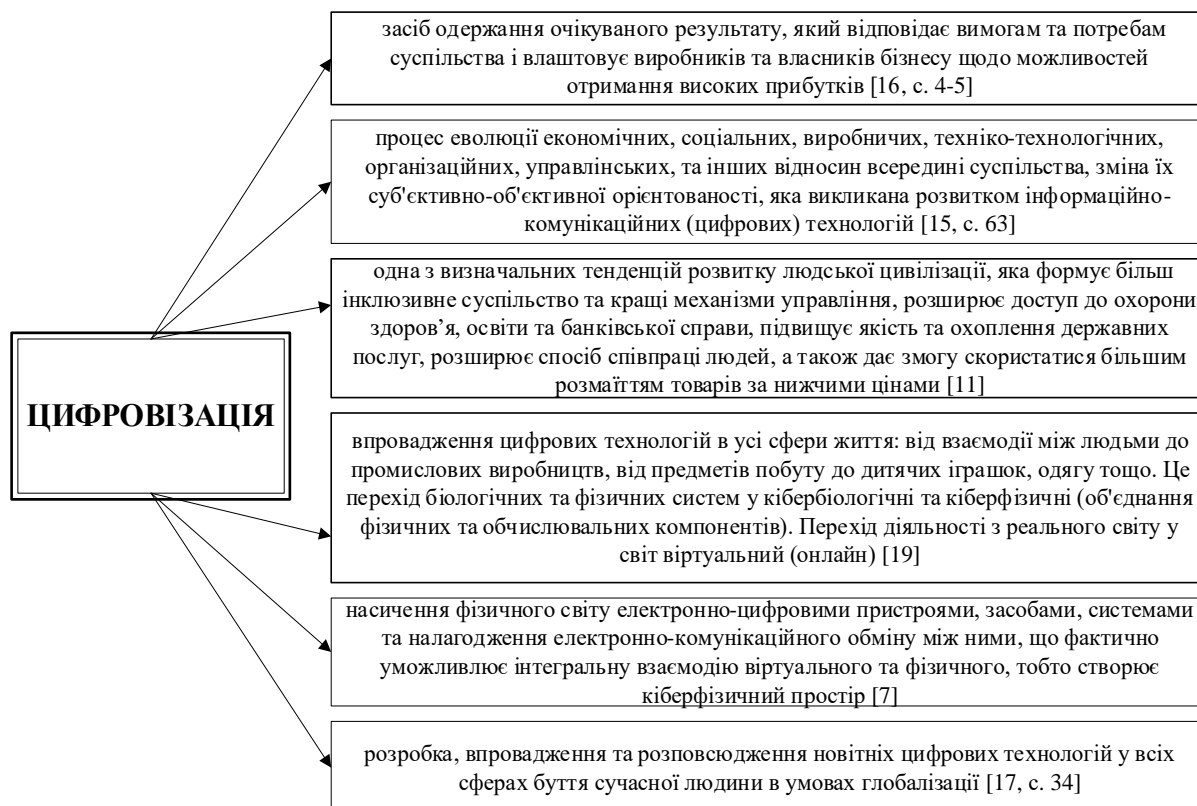 засіб одержання очікуваного результату, який відповідає вимогам та потребам
суспільства і влаштовує виробників та власників бізнесу щодо можливостей
отримання високих прибутків [16, с. 4-5]
процес еволюції економічних, соціальних, виробничих, техніко-технологічних,
організаційних, управлінських, та інших відносин всередині суспільства, зміна їх
суб'єктивно-об'єктивної орієнтованості, яка викликана розвитком інформаційно-
комунікаційних (цифрових) технологій [15, с. 63]
одна з визначальних тенденцій розвитку людської цивілізації, яка формує більш
інклюзивне суспільство та кращі механізми управління, розширює доступ до охорони
здоров’я, освіти та банківської справи, підвищує якість та охоплення державних
послуг, розширює спосіб співпраці людей, а також дає змогу скористатися більшим
розмаїттям товарів за нижчими цінами [11]
ЦИФРОВІЗАЦІЯ
впровадження цифрових технологій в усі сфери життя: від взаємодії між людьми до
промислових виробництв, від предметів побуту до дитячих іграшок, одягу тощо. Це
перехід біологічних та фізичних систем у кібербіологічні та кіберфізичні (об'єднання
фізичних та обчислювальних компонентів). Перехід діяльності з реального світу у
світ віртуальний (онлайн) [19]
насичення фізичного світу електронно-цифровими пристроями, засобами, системами
та налагодження електронно-комунікаційного обміну між ними, що фактично
уможливлює інтегральну взаємодію віртуального та фізичного, тобто створює
кіберфізичний простір [7]
розробка, впровадження та розповсюдження новітніх цифрових технологій у всіх
сферах буття сучасної людини в умовах глобалізації [17, с. 34]